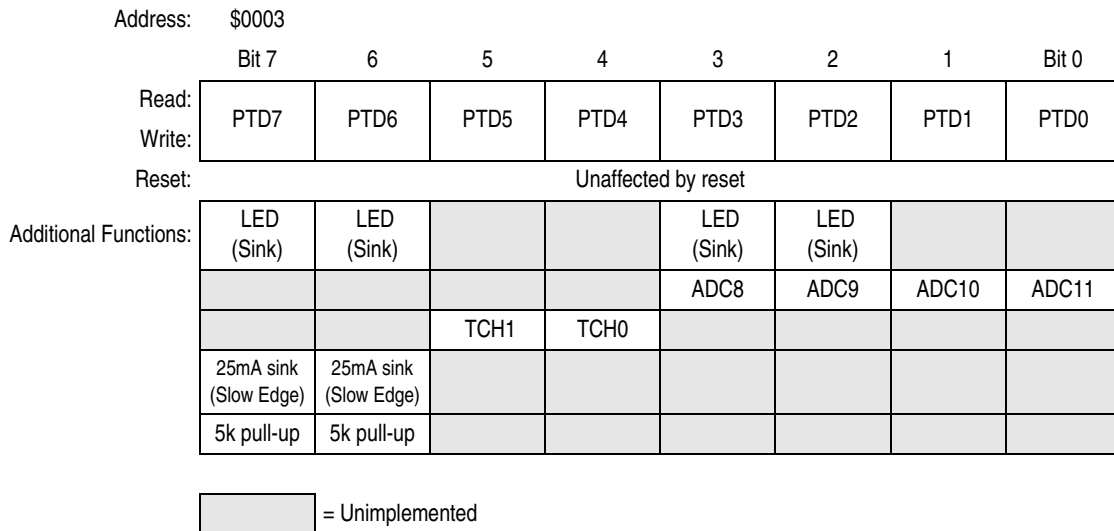 Address: $0003
Bit 7 6 5 4 3 2 1 Bit 0
Read:
PTD7 PTD6 PTD5 PTD4 PTD3 PTD2 PTD1 PTD0
Write:
Reset: Unaffected by reset
Additional Functions:
LED LED LED LED
(Sink) (Sink) (Sink) (Sink)
ADC8 ADC9 ADC10 ADC11
TCH1 TCH0
25mA sink 25mA sink
(Slow Edge) (Slow Edge)
5k pull-up 5k pull-up
= Unimplemented